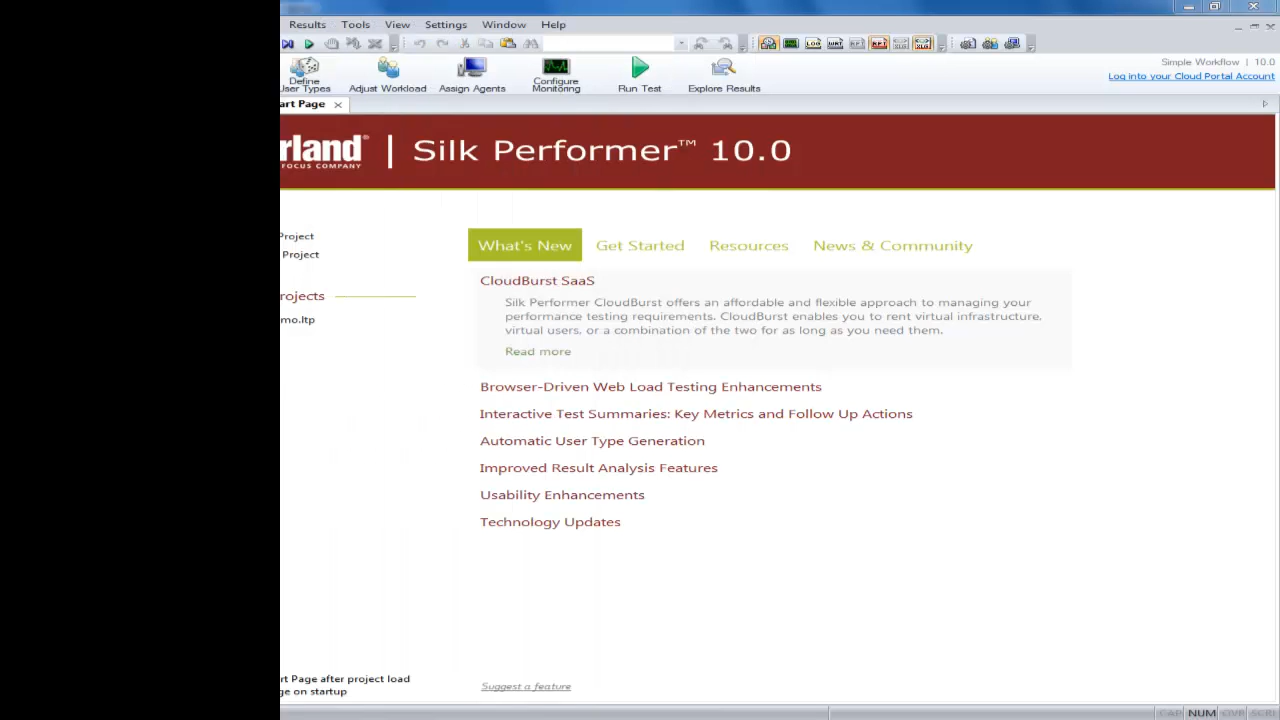 Results Tools View Settings Window Help
Simple Workflow | 10.0
Log into your Cloud Portal Account
Define
User Types
Adjust Workload
Assign Agents
Configure
Monitoring
Run Test
Explore Results
art Page
rland®
FOCUS COMPANY
Silk Performer™ 10.0
Project
Project
rojects
mo.ltp
What's New Get Started Resources News & Community
CloudBurst SaaS
Silk Performer CloudBurst offers an affordable and flexible approach to managing your
performance testing requirements. CloudBurst enables you to rent virtual infrastructure,
virtual users, or a combination of the two for as long as you need them.
Read more
Browser-Driven Web Load Testing Enhancements
Interactive Test Summaries: Key Metrics and Follow Up Actions
Automatic User Type Generation
Improved Result Analysis Features
Usability Enhancements
Technology Updates
rt Page after project load
ge on startup
Suggest a feature
CAP NUM OVR SCRL